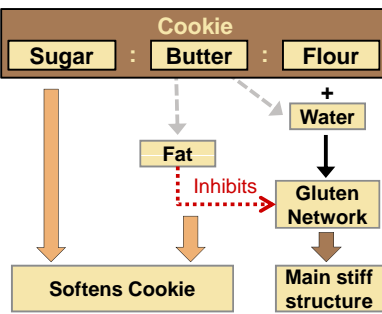 Cookie
Sugar : Butter : Flour
+
Water
Fat
Inhibits
Gluten
Network
Softens Cookie
Main stiff
structure